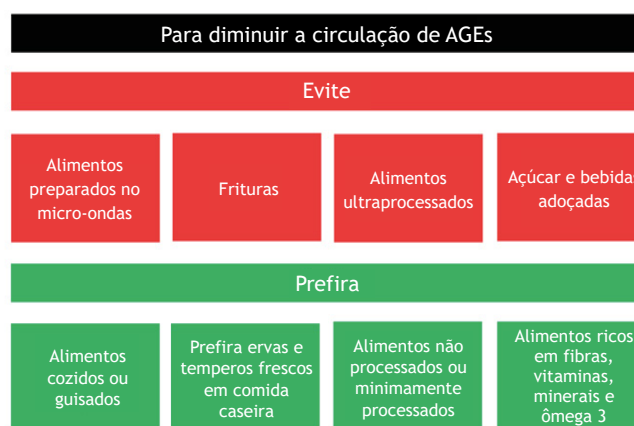 Para diminuir a circulação de AGEs
Evite
Alimentos
preparados no
micro-ondas
Frituras
Alimentos
ultraprocessados
Açúcar e bebida
adoçadas
Prefira
Alimentos
cozidos ou
guisados
Prefira ervas e
temperos frescos
em comida
caseira
Alimentos não
processados ou
minimamente
processados
Alimentos ricos
em fibras,
vitaminas,
minerais e
ômega 3